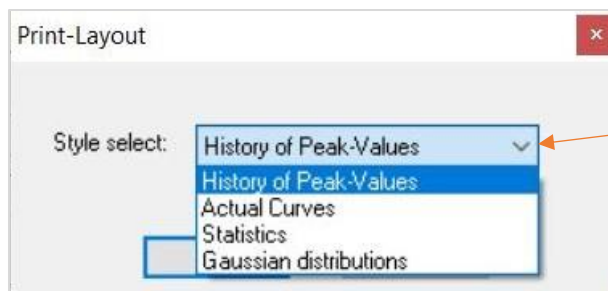 Print-Layout
Style select: History of Peak-Values
History of Peak-Values
Actual Curves
Statistics
Gaussian distributions